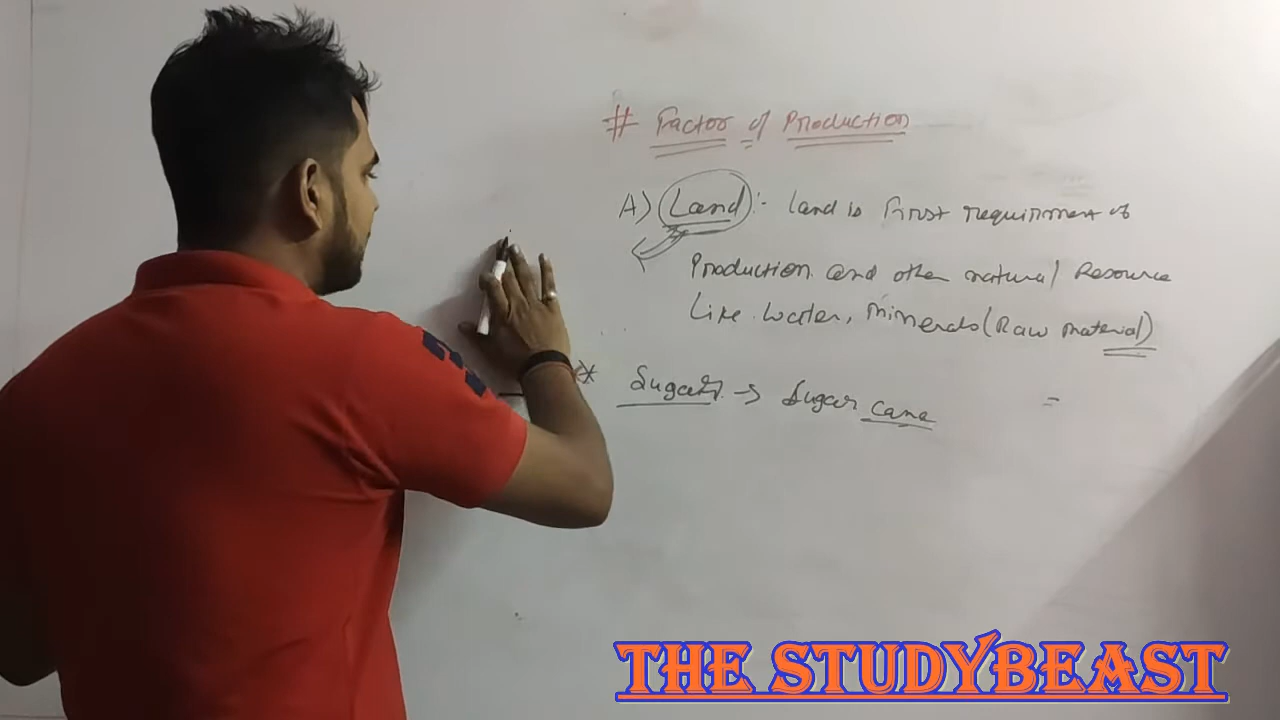 # Factor of Production
A) Land :- land is first requirment of
Production and other natural Resource
Like water, minerals (Raw material)
* Sugar → Sugar cane =
THE STUDYBEAST